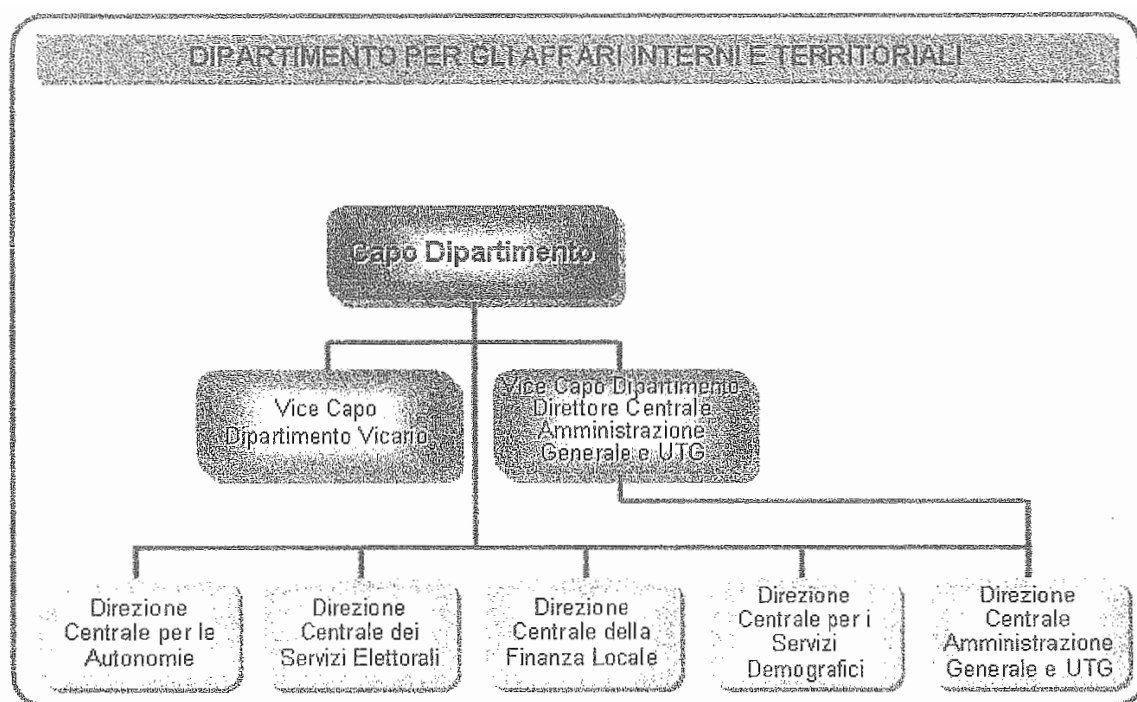 DIPARTIMENTO PER GLI AFFARI INTERNI E TERRITORIALI
Capo Dipartimento
Vice Capo
Dipartimento Vicario
Vice Capo Dipartimento
Direttore Centrale
Amministrazione
Generale e UTG
Direzione
Centrale per le
Autonomie
Direzione
Centrale dei
Servizi Elettorali
Direzione
Centrale della
Finanza Locale
Direzione
Centrale per i
Servizi
Demografici
Direzione
Centrale
Amministrazione
Generale e UTG